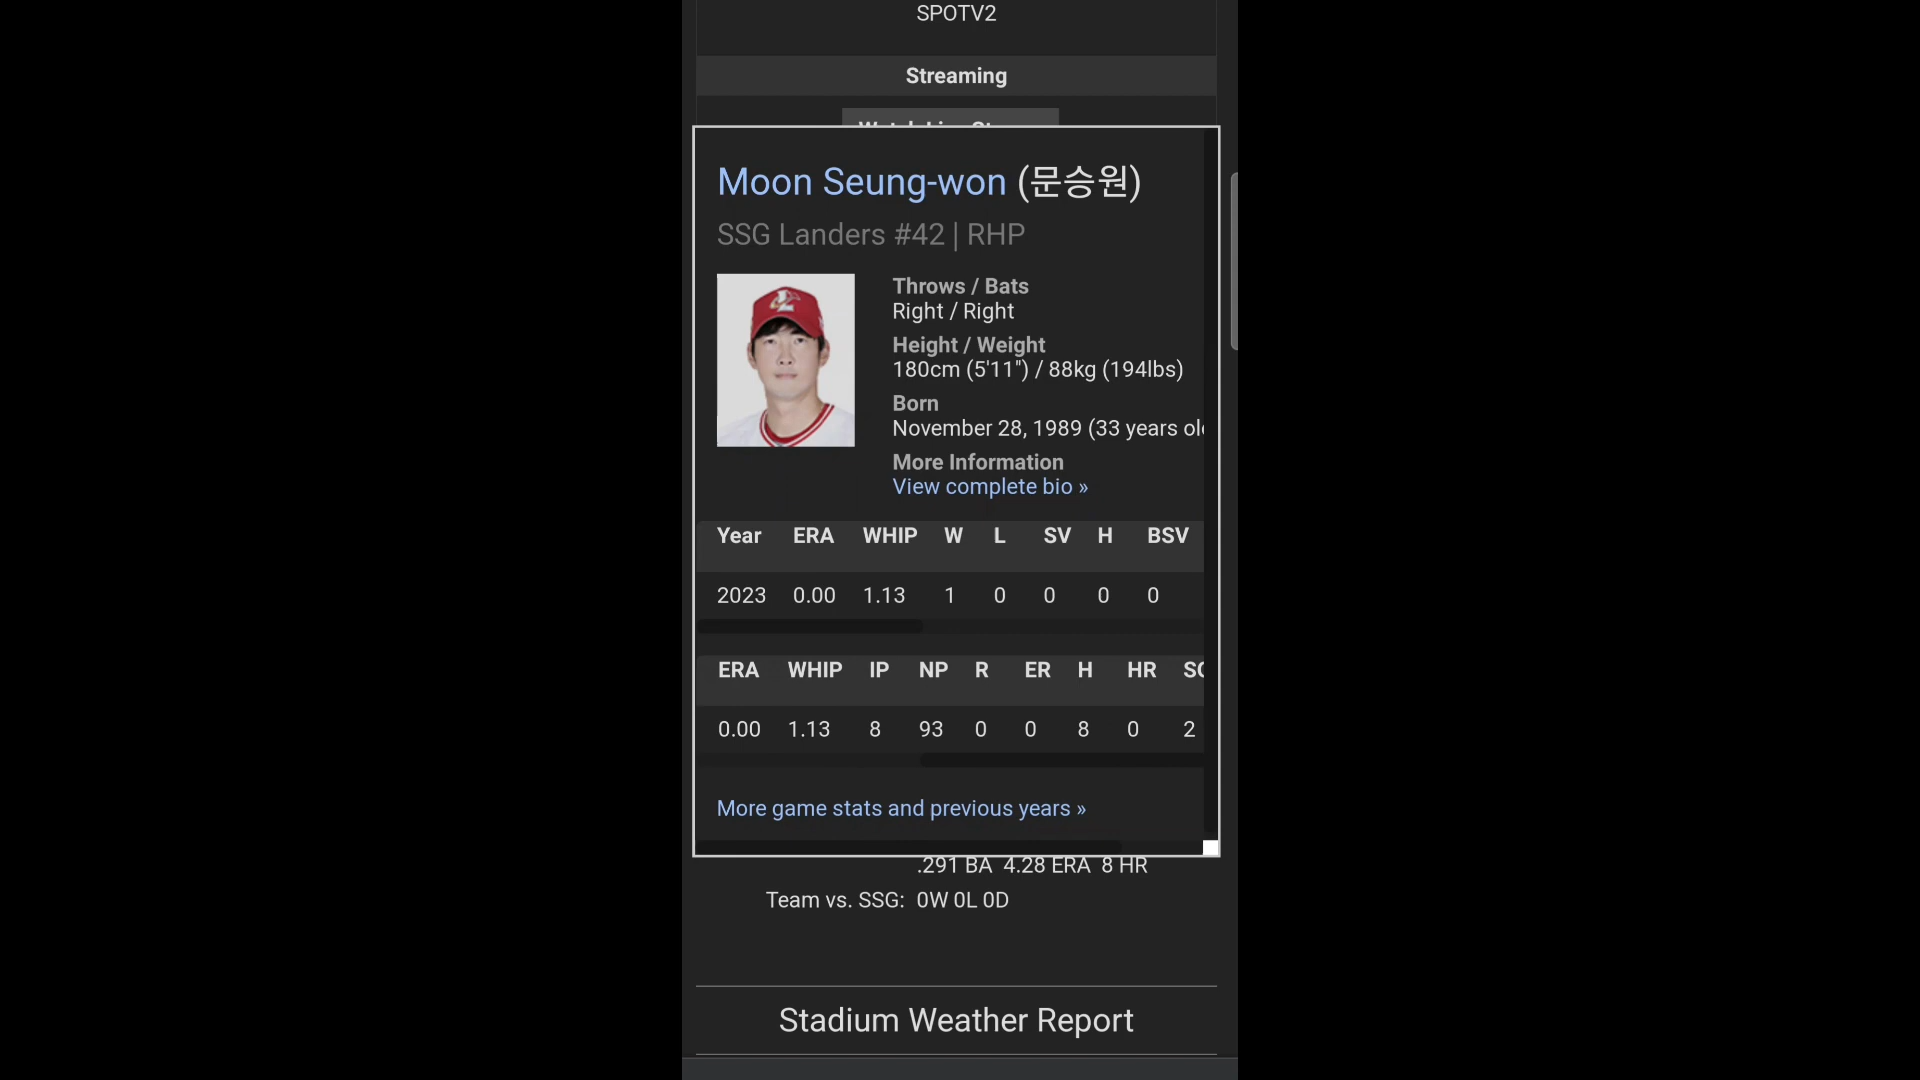 SPOTV2
Streaming
Moon Seung-won (문승원)
SSG Landers #42 | RHP
Throws / Bats
Right / Right
Height / Weight
180cm (5'11") / 88kg (194lbs)
Born
November 28, 1989 (33 years ol
More Information
View complete bio »
Year ERA WHIP W L SV H BSV
2023 0.00 1.13 1 0 0 0 0
ERA WHIP IP NP R ER H HR SO
0.00 1.13 8 93 0 0 8 0 2
More game stats and previous years »
.291 BA 4.28 ERA 8 HR
Team vs. SSG: 0W 0L 0D
Stadium Weather Report